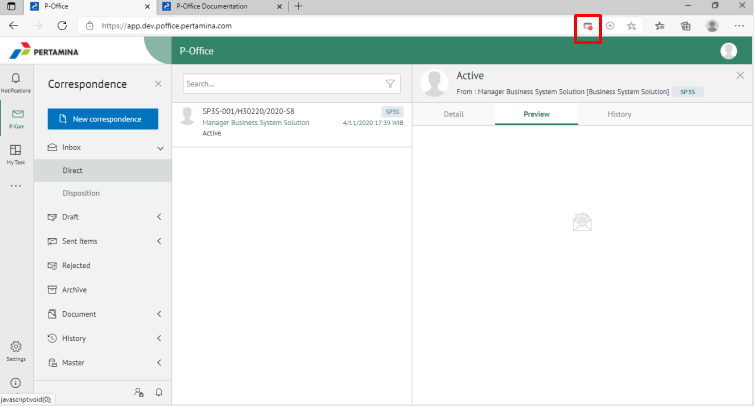 P-Office
P-Office Documentation
https://app.dev.poffice.pertamina.com
PERTAMINA
P-Office
Notifications
P-Corr
My Task
Settings
Correspondence
New correspondence
Inbox
Direct
Disposition
Draft
Sent items
Rejected
Archive
Document
History
Master
Search...
SP3S-001/H30220/2020-S8
SP3S
Manager Business System Solution
4/11/2020 17:39 WIB
Active
Active
From : Manager Business System Solution [Business System Solution]
SP3S
Detail
Preview
History
javascript:void(0);